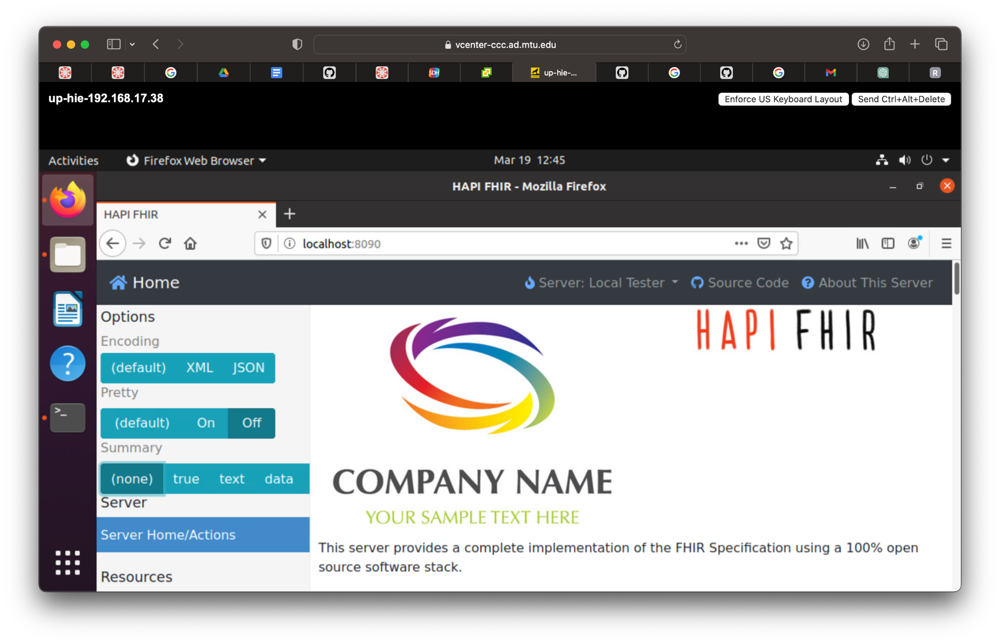 vcenter-ccc.ad.mtu.edu
SDH
up-hie-...
R
up-hie-192.168.17.38
Enforce US Keyboard Layout
Send Ctrl+Alt+Delete
Activities
Firefox Web Browser
Mar 19 12:45
HAPI FHIR - Mozilla Firefox
HAPI FHIR
localhost:8090
Home
Server: Local Tester
Source Code
About This Server
Options
Encoding
(default) XML JSON
Pretty
(default) On Off
Summary
(none) true text data
Server
Server Home/Actions
Resources
HAPI FHIR
COMPANY NAME
YOUR SAMPLE TEXT HERE
This server provides a complete implementation of the FHIR Specification using a 100% open
source software stack.